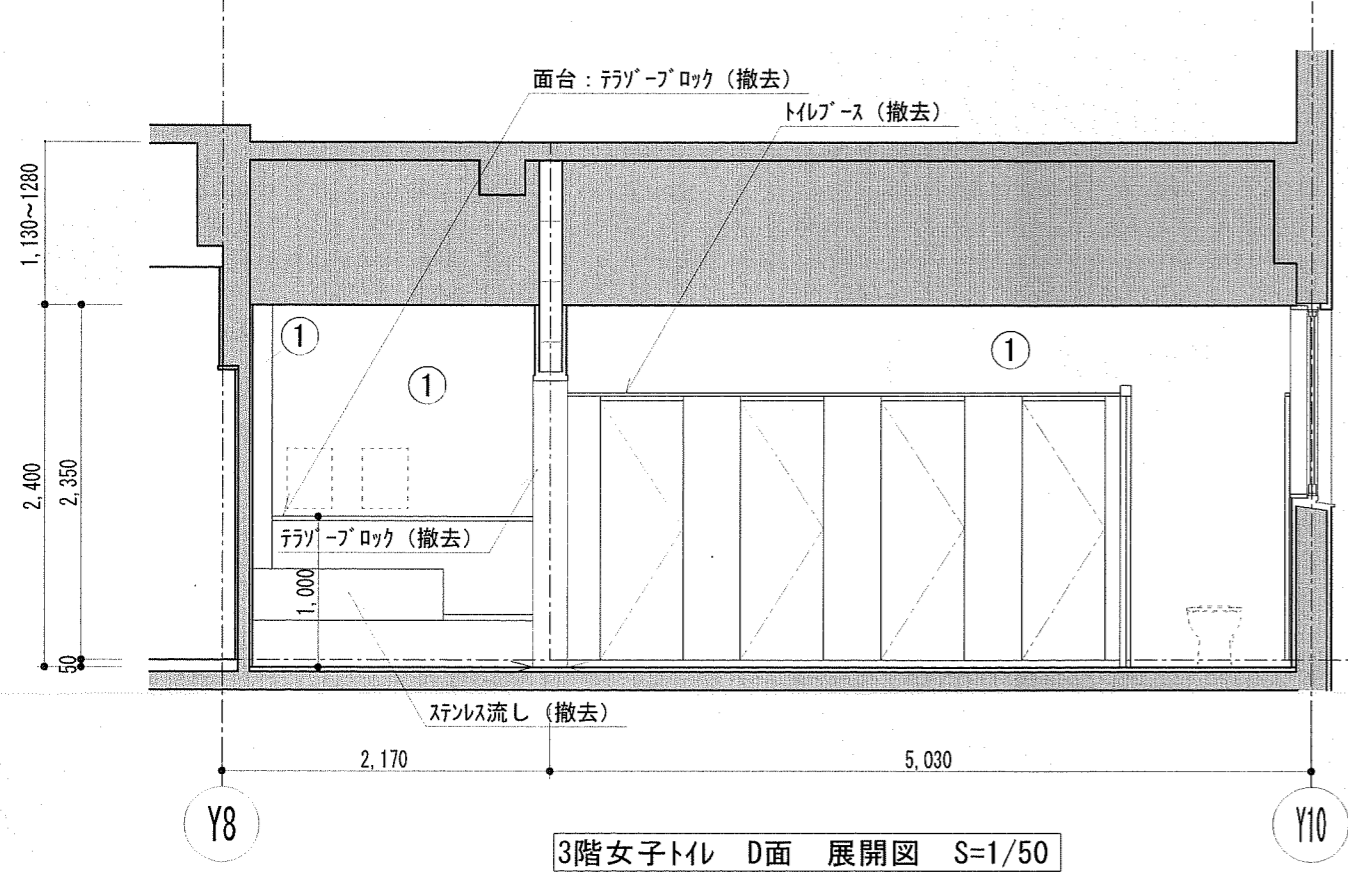 面台：テラゾーブロック（撤去）
トイレブース（撤去）
1,130~1280
①
①
①
2,400
2,350
テラゾーブロック（撤去）
1,000
50
ステンレス流し（撤去）
2,170
5,030
Y8
Y10
3階女子トイレ　D面　展開図　S=1/50